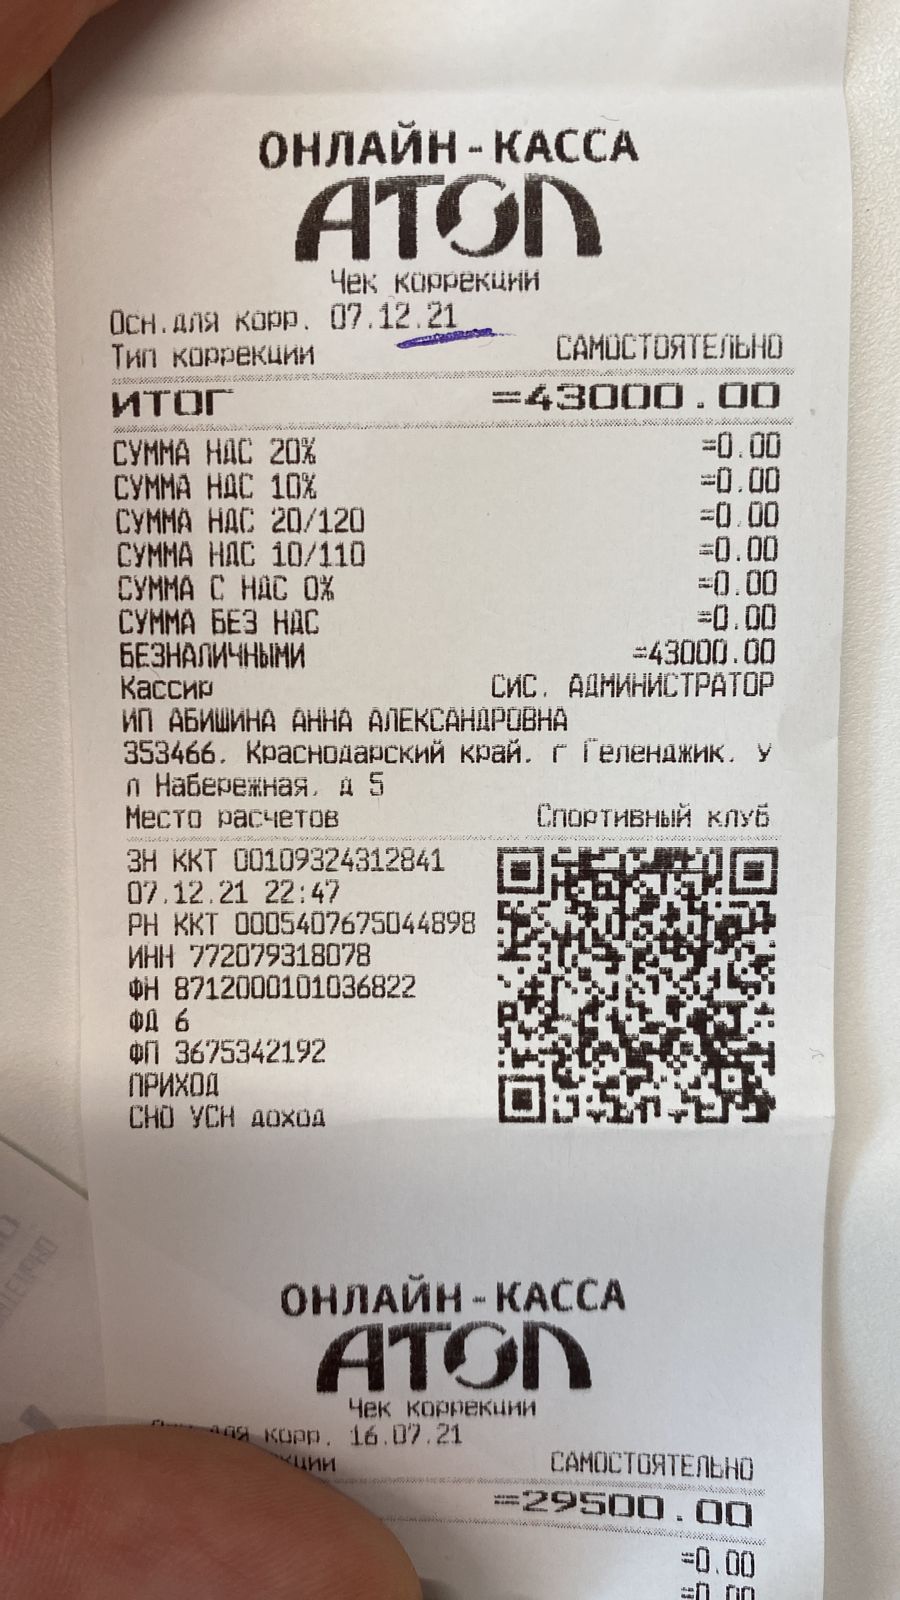 ОНЛАЙН-КАССА
АТОЛ
Чек коррекции
Осн.для корр. 07.12.21
Тип коррекции САМОСТОЯТЕЛЬНО
ИТОГ =43000.00
СУММА НДС 20% =0.00
СУММА НДС 10% =0.00
СУММА НДС 20/120 =0.00
СУММА НДС 10/110 =0.00
СУММА С НДС 0% =0.00
СУММА БЕЗ НДС =0.00
БЕЗНАЛИЧНЫМИ =43000.00
Кассир СИС. АДМИНИСТРАТОР
ИП АБИШИНА АННА АЛЕКСАНДРОВНА
353466, Краснодарский край, г Геленджик, у
л Набережная, д 5
Место расчетов Спортивный клуб
ЗН ККТ 00109324312841
07.12.21 22:47
РН ККТ 0005407675044898
ИНН 772079318078
ФН 8712000101036822
ФД 6
ФП 3675342192
ПРИХОД
СНО УСН доход
ОНЛАЙН-КАССА
АТОЛ
Чек коррекции
для корр. 16.07.21
САМОСТОЯТЕЛЬНО
=29500.00
=0.00
=0.00